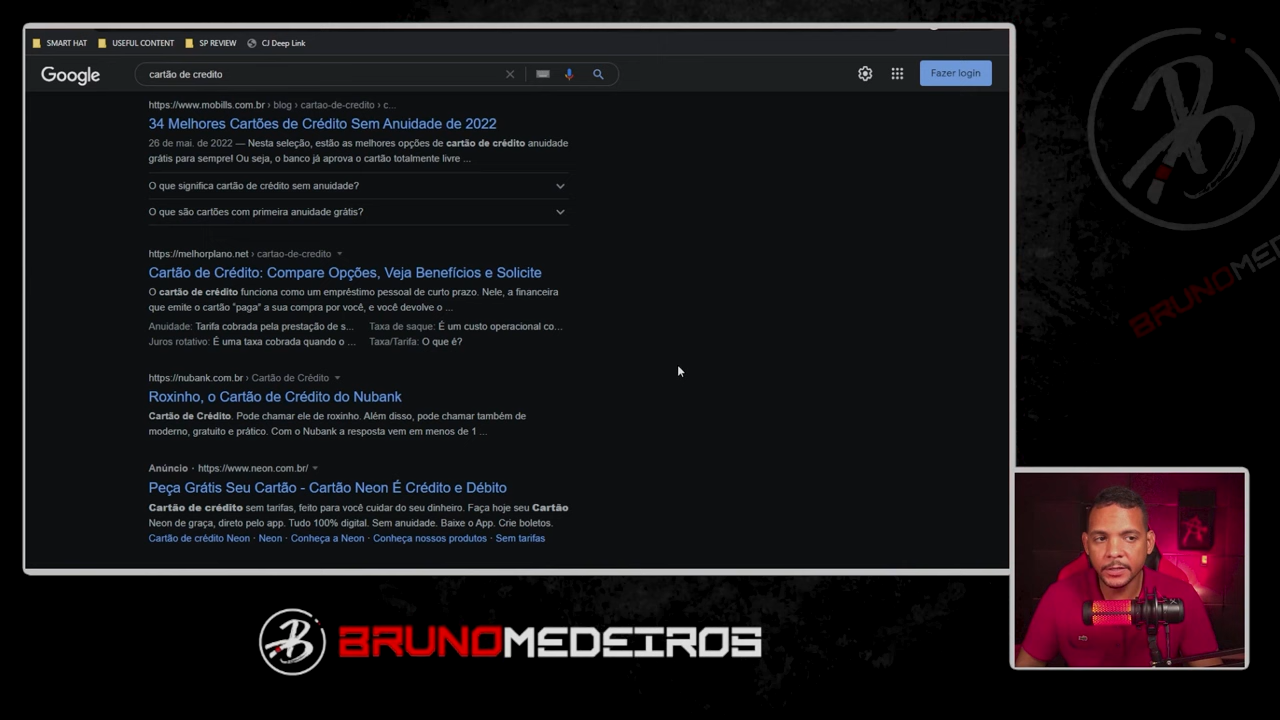 SMART HAT USEFUL CONTENT SP REVIEW CJ Deep Link
Google cartão de credito Fazer login
https://www.mobills.com.br › blog › cartao-de-credito › c...
34 Melhores Cartões de Crédito Sem Anuidade de 2022
26 de mai. de 2022 — Nesta seleção, estão as melhores opções de cartão de crédito anuidade
grátis para sempre! Ou seja, o banco já aprova o cartão totalmente livre ...
O que significa cartão de crédito sem anuidade?
O que são cartões com primeira anuidade grátis?
https://melhorplano.net › cartao-de-credito
Cartão de Crédito: Compare Opções, Veja Benefícios e Solicite
O cartão de crédito funciona como um empréstimo pessoal de curto prazo. Nele, a financeira
que emite o cartão "paga" a sua compra por você, e você devolve o ...
Anuidade: Tarifa cobrada pela prestação de s... Taxa de saque: É um custo operacional co...
Juros rotativo: É uma taxa cobrada quando o ... Taxa/Tarifa: O que é?
https://nubank.com.br › Cartão de Crédito
Roxinho, o Cartão de Crédito do Nubank
Cartão de Crédito. Pode chamar ele de roxinho. Além disso, pode chamar também de
moderno, gratuito e prático. Com o Nubank a resposta vem em menos de 1 ...
Anúncio · https://www.neon.com.br/
Peça Grátis Seu Cartão - Cartão Neon É Crédito e Débito
Cartão de crédito sem tarifas, feito para você cuidar do seu dinheiro. Faça hoje seu Cartão
Neon de graça, direto pelo app. Tudo 100% digital. Sem anuidade. Baixe o App. Crie boletos.
Cartão de crédito Neon · Neon · Conheça a Neon · Conheça nossos produtos · Sem tarifas
BRUNOMEDEIROS
BRUNOMEDE